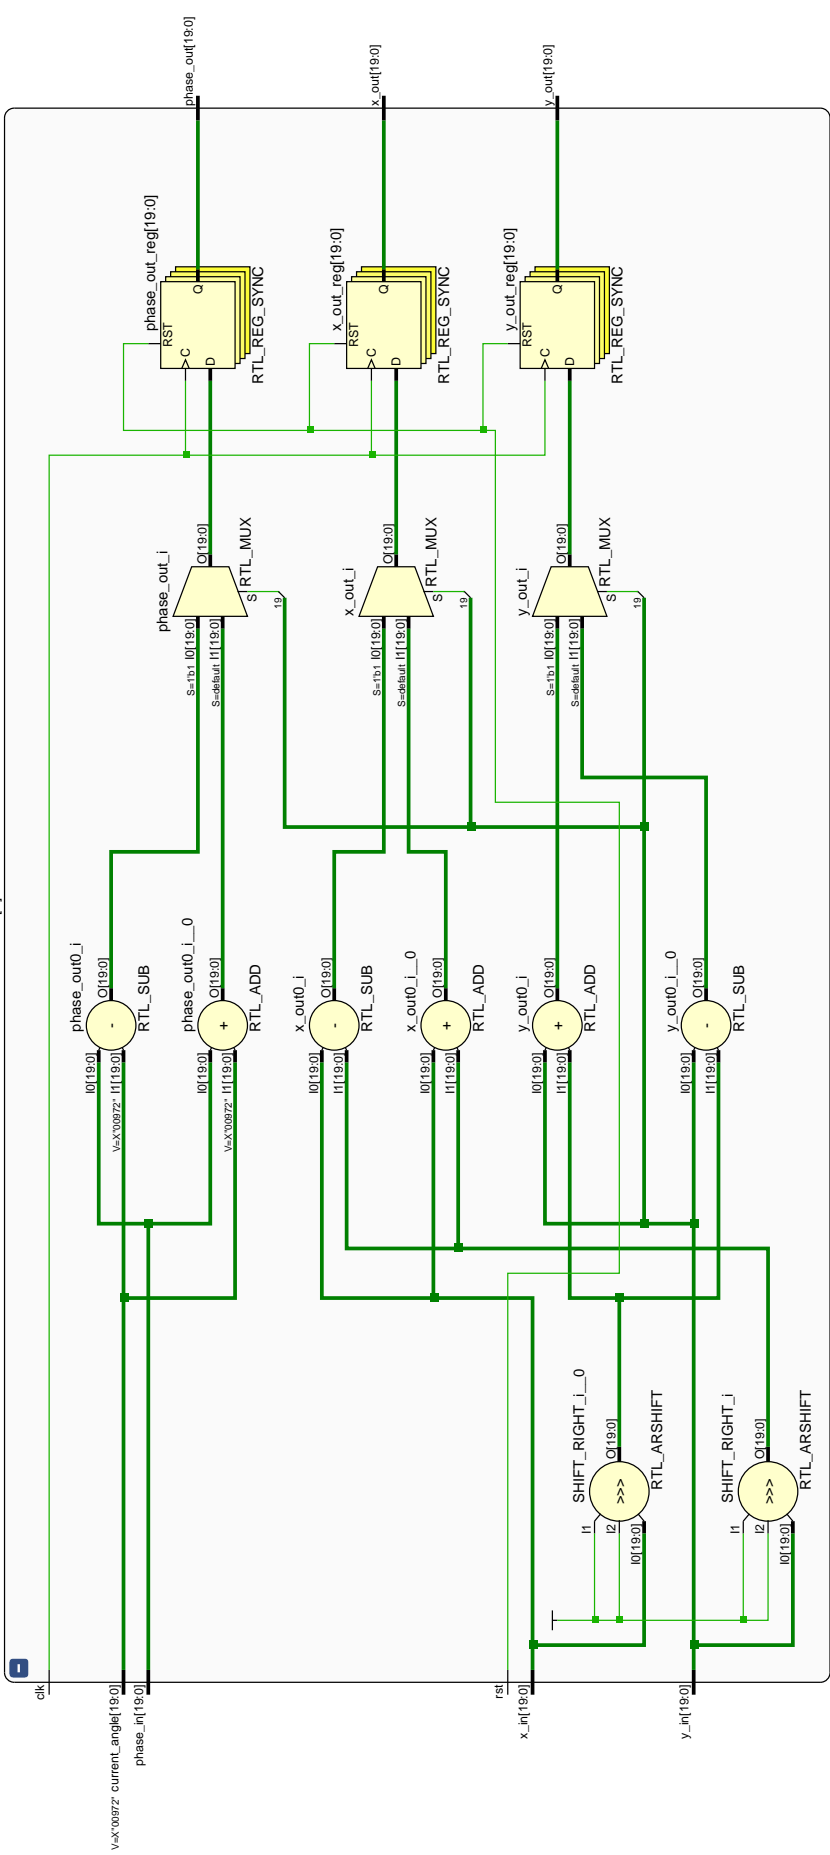 clk
V=X"00972" current_angle[19:0]
phase_in[19:0]
rst
x_in[19:0]
y_in[19:0]
SHIFT_RIGHT_i__0
I1
I2
I0[19:0]
>>>
O[19:0]
RTL_ARSHIFT
SHIFT_RIGHT_i
I1
I2
I0[19:0]
>>>
O[19:0]
RTL_ARSHIFT
phase_out0_i
I0[19:0]
V=X"00972" I1[19:0]
-
O[19:0]
RTL_SUB
phase_out0_i__0
I0[19:0]
V=X"00972" I1[19:0]
+
O[19:0]
RTL_ADD
x_out0_i
I0[19:0]
I1[19:0]
-
O[19:0]
RTL_SUB
x_out0_i__0
I0[19:0]
I1[19:0]
+
O[19:0]
RTL_ADD
y_out0_i
I0[19:0]
I1[19:0]
+
O[19:0]
RTL_ADD
y_out0_i__0
I0[19:0]
I1[19:0]
-
O[19:0]
RTL_SUB
phase_out_i
S=1'b1 I0[19:0]
S=default I1[19:0]
O[19:0]
S
19
RTL_MUX
x_out_i
S=1'b1 I0[19:0]
S=default I1[19:0]
O[19:0]
S
19
RTL_MUX
y_out_i
S=1'b1 I0[19:0]
S=default I1[19:0]
O[19:0]
S
19
RTL_MUX
phase_out_reg[19:0]
RST
C
D
Q
RTL_REG_SYNC
x_out_reg[19:0]
RST
C
D
Q
RTL_REG_SYNC
y_out_reg[19:0]
RST
C
D
Q
RTL_REG_SYNC
phase_out[19:0]
x_out[19:0]
y_out[19:0]